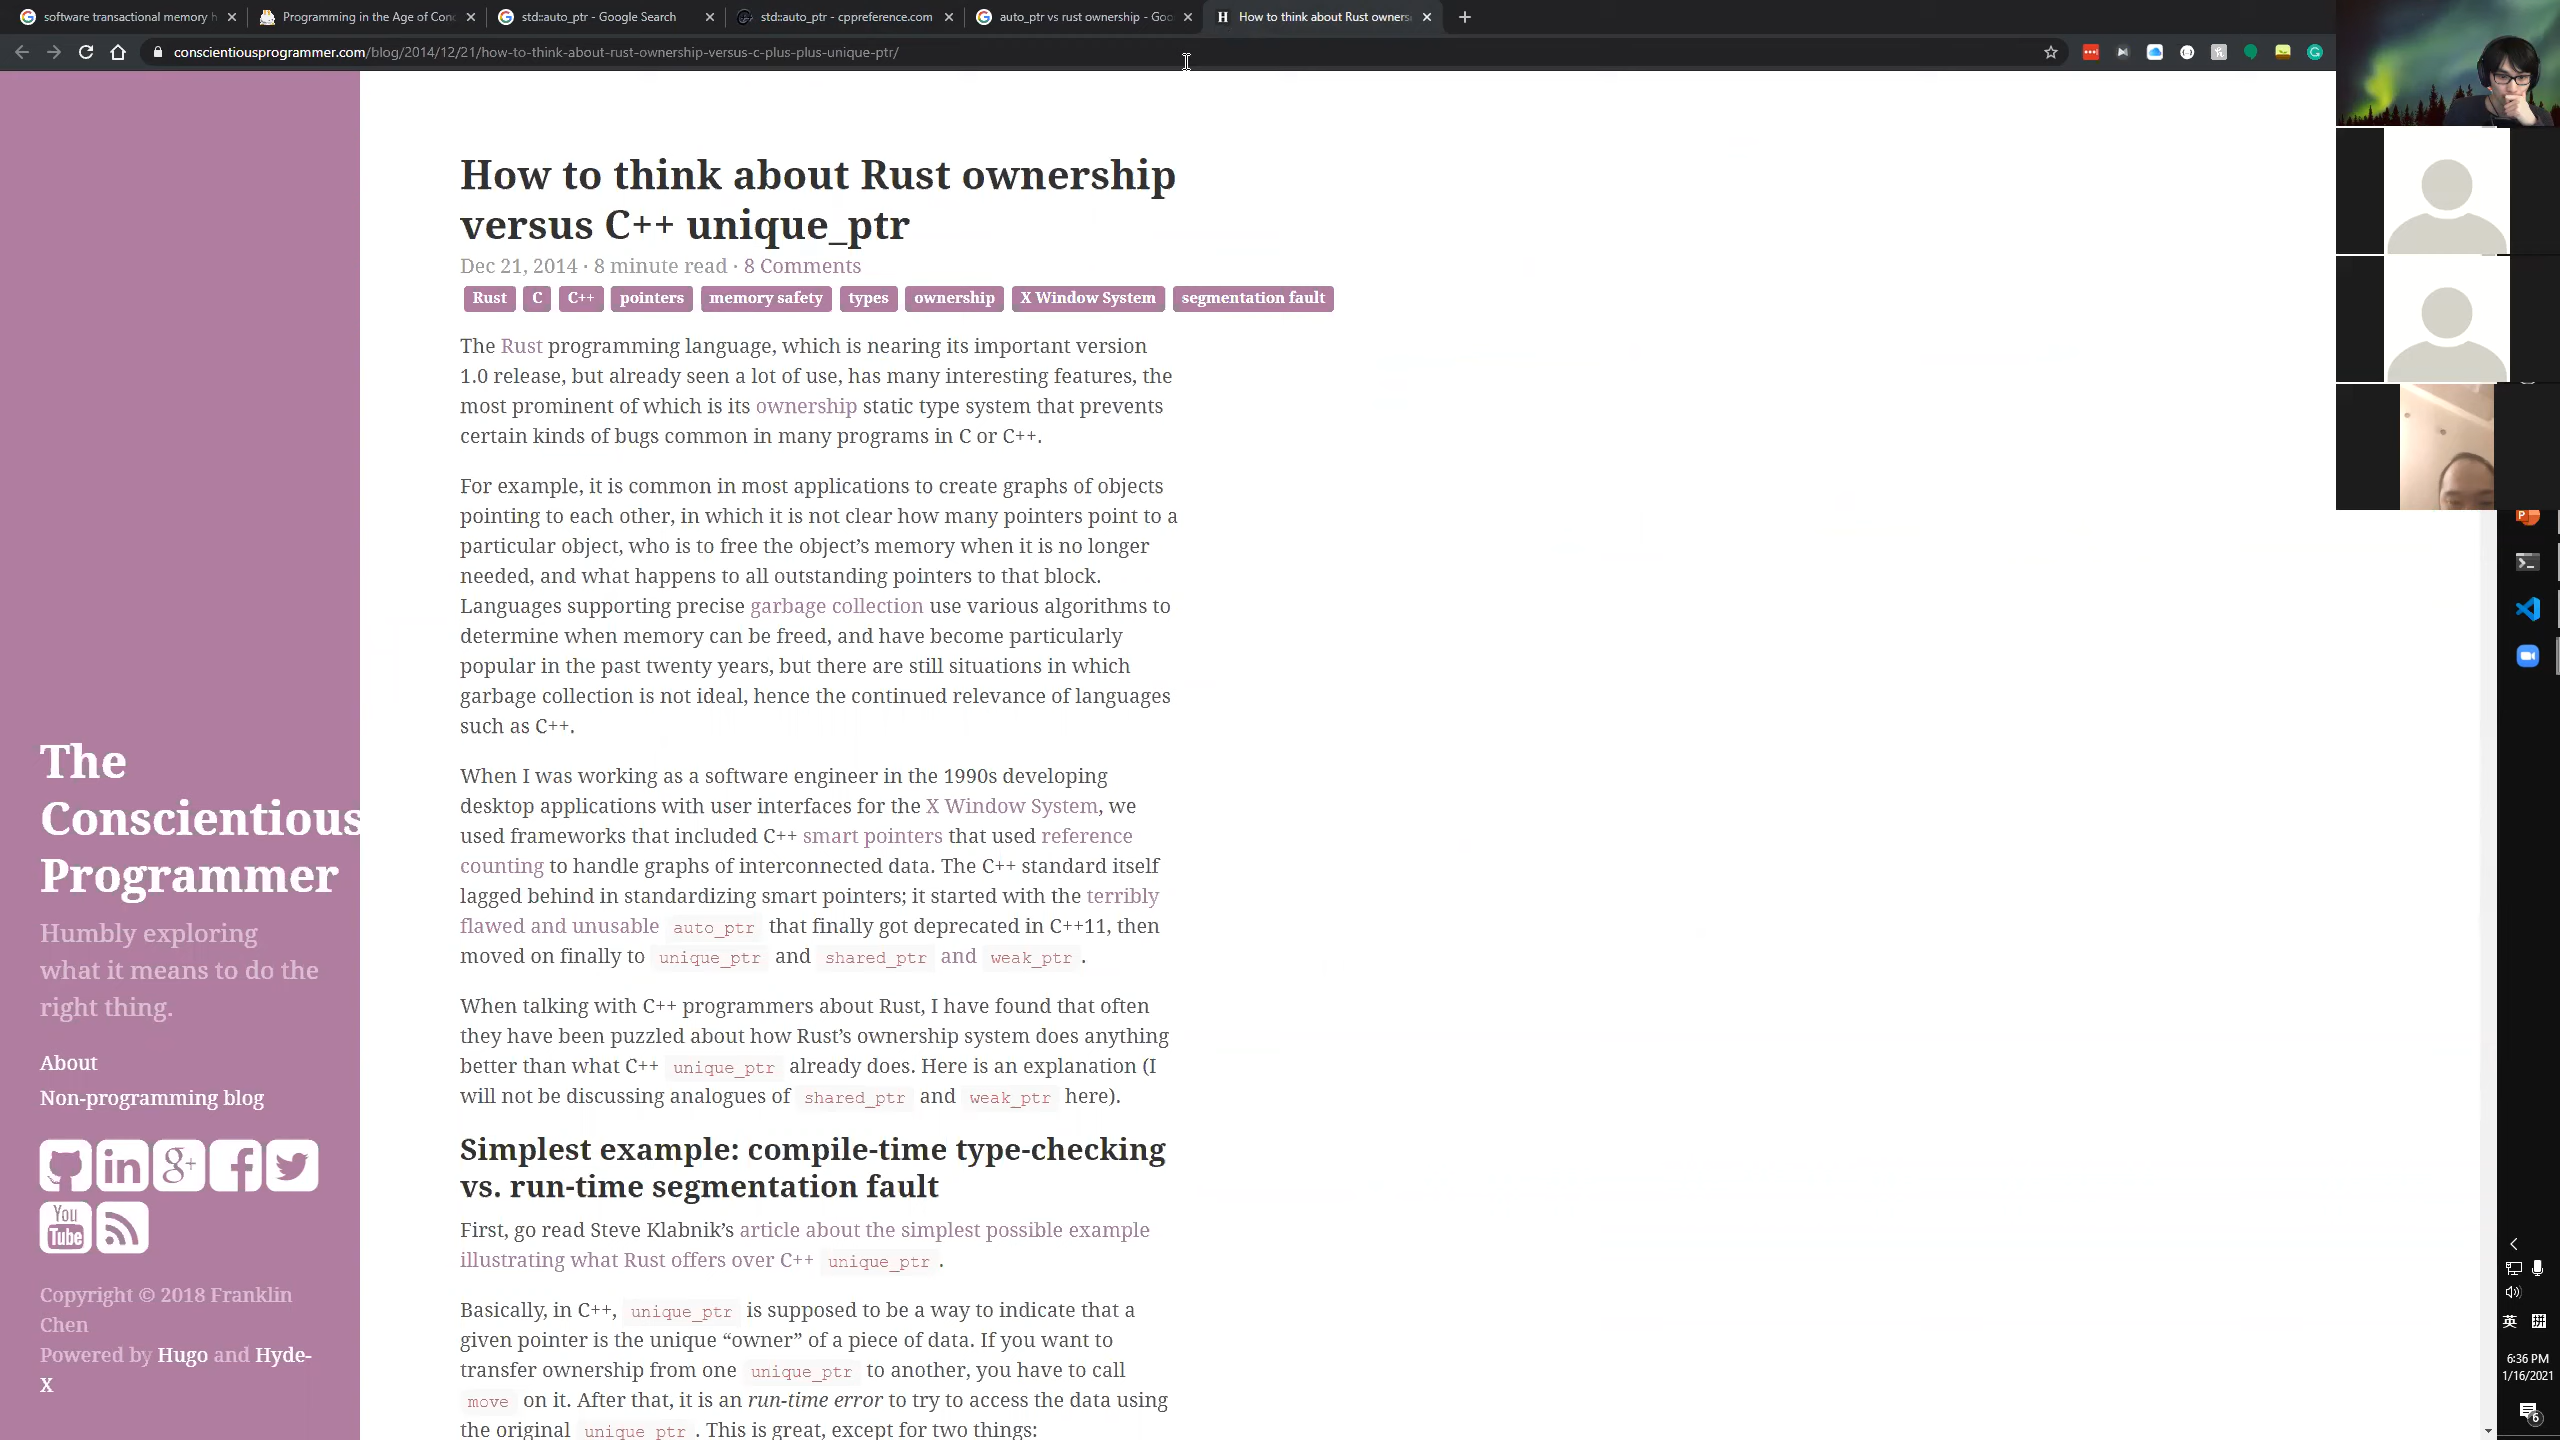 software transactional memory h
Programming in the Age of Conc
std::auto_ptr - Google Search
std::auto_ptr - cppreference.com
auto_ptr vs rust ownership - Goo
How to think about Rust owners
conscientiousprogrammer.com/blog/2014/12/21/how-to-think-about-rust-ownership-versus-c-plus-plus-unique-ptr/
How to think about Rust ownership
versus C++ unique_ptr
Dec 21, 2014 · 8 minute read · 8 Comments
Rust C C++ pointers memory safety types ownership X Window System segmentation fault
The Rust programming language, which is nearing its important version
1.0 release, but already seen a lot of use, has many interesting features, the
most prominent of which is its ownership static type system that prevents
certain kinds of bugs common in many programs in C or C++.
For example, it is common in most applications to create graphs of objects
pointing to each other, in which it is not clear how many pointers point to a
particular object, who is to free the object’s memory when it is no longer
needed, and what happens to all outstanding pointers to that block.
Languages supporting precise garbage collection use various algorithms to
determine when memory can be freed, and have become particularly
popular in the past twenty years, but there are still situations in which
garbage collection is not ideal, hence the continued relevance of languages
such as C++.
When I was working as a software engineer in the 1990s developing
desktop applications with user interfaces for the X Window System, we
used frameworks that included C++ smart pointers that used reference
counting to handle graphs of interconnected data. The C++ standard itself
lagged behind in standardizing smart pointers; it started with the terribly
flawed and unusable auto_ptr that finally got deprecated in C++11, then
moved on finally to unique_ptr and shared_ptr and weak_ptr .
When talking with C++ programmers about Rust, I have found that often
they have been puzzled about how Rust’s ownership system does anything
better than what C++ unique_ptr already does. Here is an explanation (I
will not be discussing analogues of shared_ptr and weak_ptr here).
Simplest example: compile-time type-checking
vs. run-time segmentation fault
First, go read Steve Klabnik’s article about the simplest possible example
illustrating what Rust offers over C++ unique_ptr .
Basically, in C++, unique_ptr is supposed to be a way to indicate that a
given pointer is the unique “owner” of a piece of data. If you want to
transfer ownership from one unique_ptr to another, you have to call
move on it. After that, it is an run-time error to try to access the data using
the original unique_ptr . This is great, except for two things:
The
Conscientious
Programmer
Humbly exploring
what it means to do the
right thing.
About
Non-programming blog
in
g+
f
You
Tube
Copyright © 2018 Franklin
Chen
Powered by Hugo and Hyde-
X
英 拼
6:36 PM
1/16/2021
6